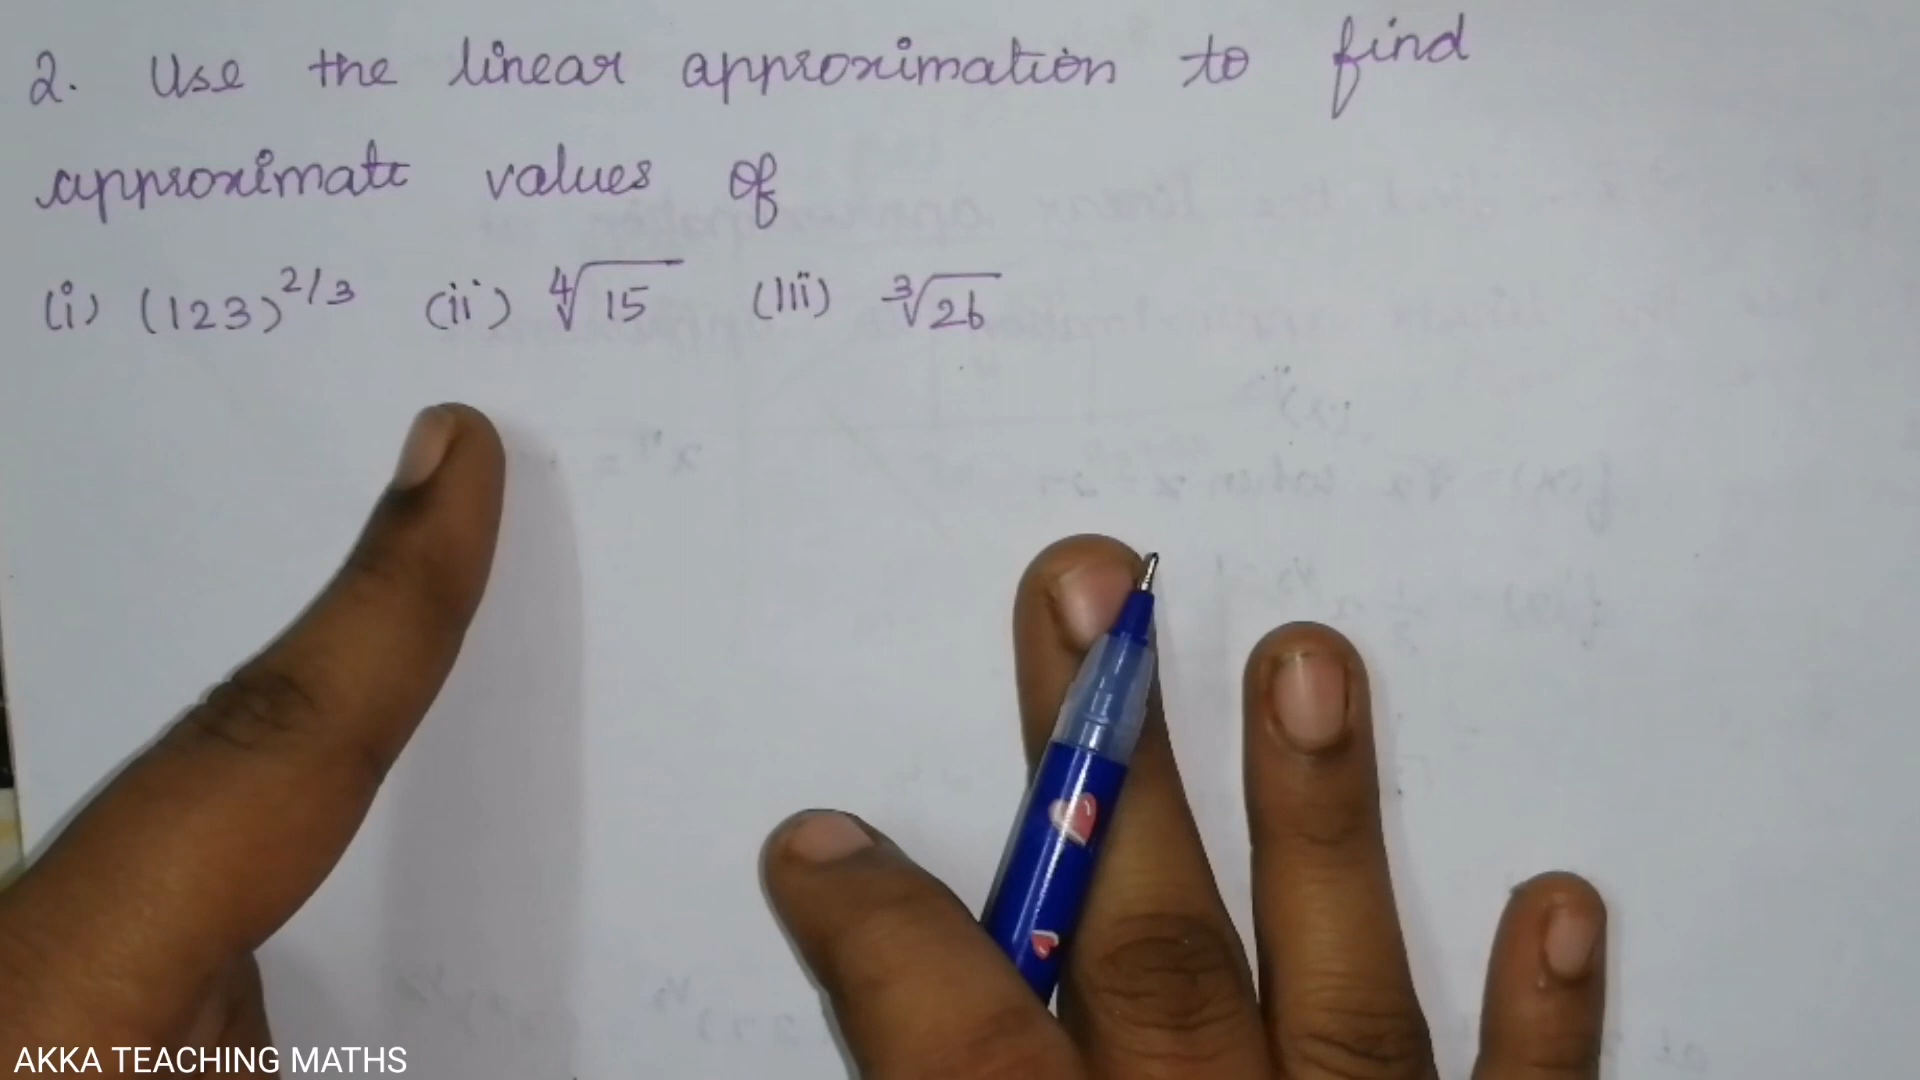 2. Use the linear approximation to find
approximate values of
(i) (123)^{2/3} (ii) ∜15 (iii) ∛26
AKKA TEACHING MATHS